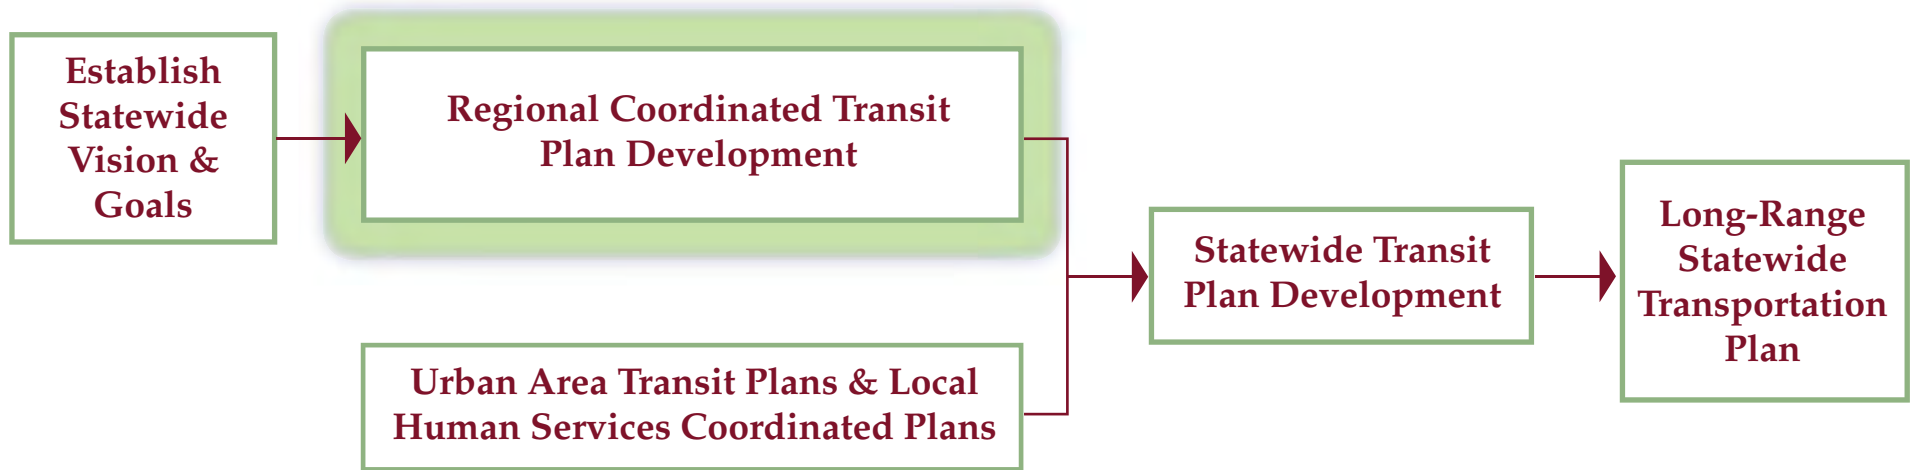 Establish
Statewide
Vision &
Goals
Regional Coordinated Transit
Plan Development
Urban Area Transit Plans & Local
Human Services Coordinated Plans
Statewide Transit
Plan Development
Long-Range
Statewide
Transportation
Plan